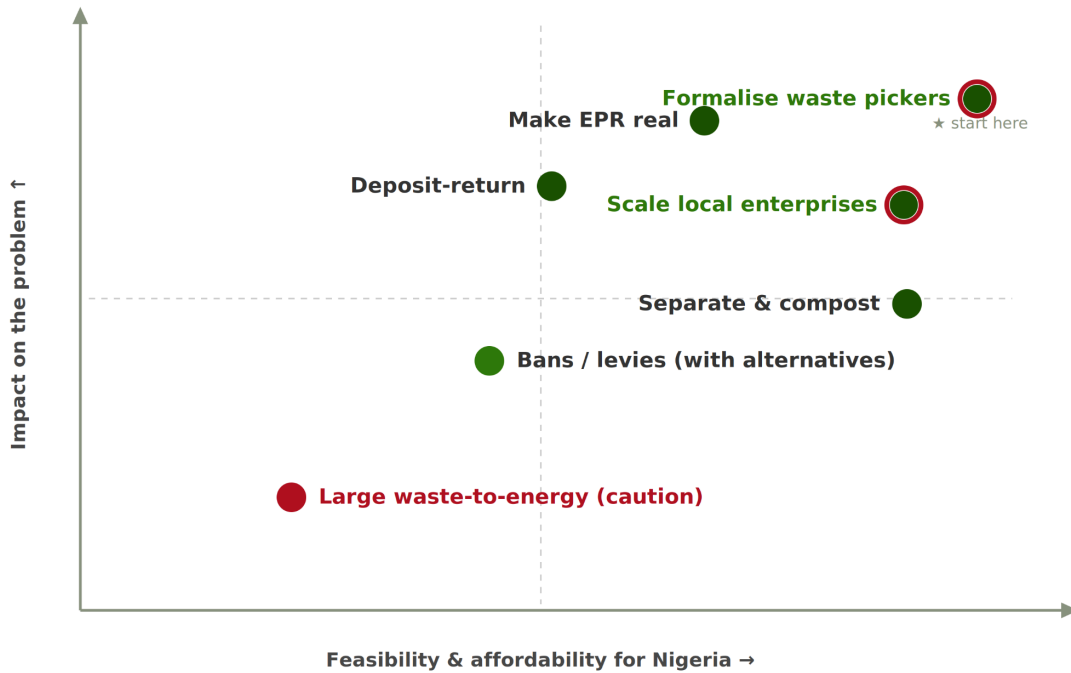 Formalise waste pickers
Make EPR real
★ start here
Deposit-return
Scale local enterprises
Separate & compost
Bans / levies (with alternatives)
Large waste-to-energy (caution)
Impact on the problem ↑
Feasibility & affordability for Nigeria →